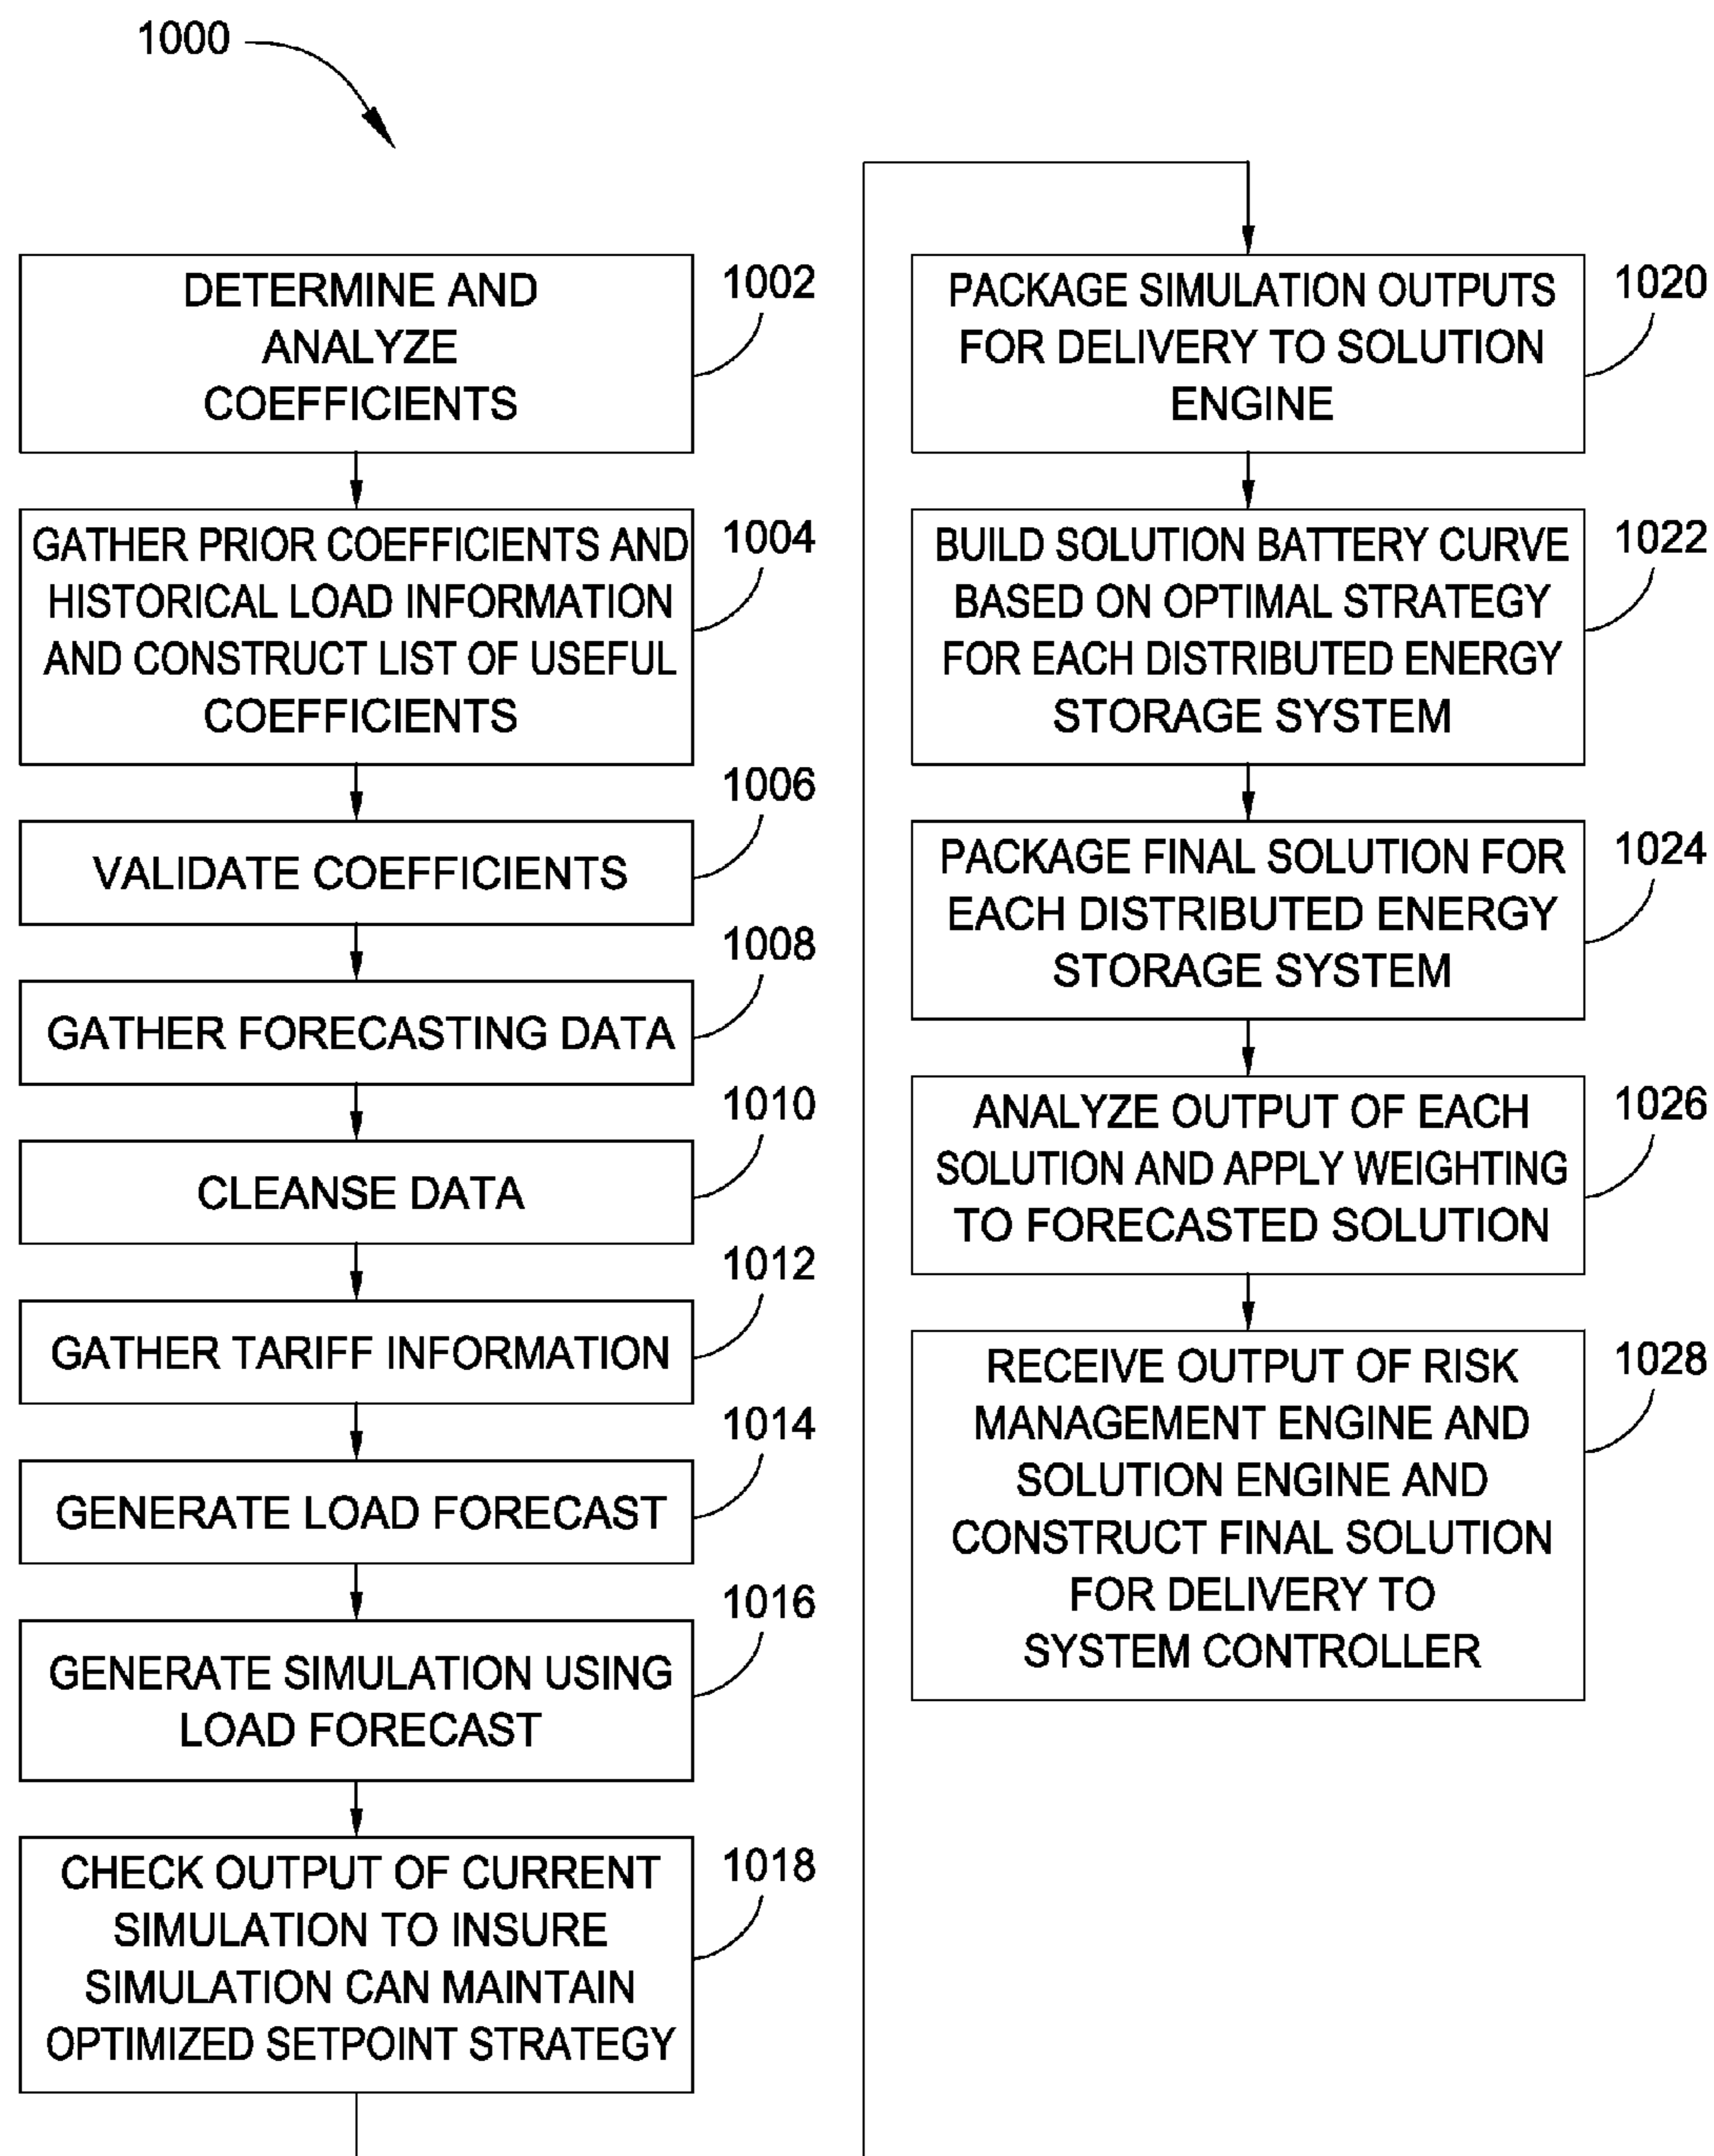 1000
DETERMINE AND
ANALYZE
COEFFICIENTS
1002
GATHER PRIOR COEFFICIENTS AND
HISTORICAL LOAD INFORMATION
AND CONSTRUCT LIST OF USEFUL
COEFFICIENTS
1004
VALIDATE COEFFICIENTS
1006
GATHER FORECASTING DATA
1008
CLEANSE DATA
1010
GATHER TARIFF INFORMATION
1012
GENERATE LOAD FORECAST
1014
GENERATE SIMULATION USING
LOAD FORECAST
1016
CHECK OUTPUT OF CURRENT
SIMULATION TO INSURE
SIMULATION CAN MAINTAIN
OPTIMIZED SETPOINT STRATEGY
1018
PACKAGE SIMULATION OUTPUTS
FOR DELIVERY TO SOLUTION
ENGINE
1020
BUILD SOLUTION BATTERY CURVE
BASED ON OPTIMAL STRATEGY
FOR EACH DISTRIBUTED ENERGY
STORAGE SYSTEM
1022
PACKAGE FINAL SOLUTION FOR
EACH DISTRIBUTED ENERGY
STORAGE SYSTEM
1024
ANALYZE OUTPUT OF EACH
SOLUTION AND APPLY WEIGHTING
TO FORECASTED SOLUTION
1026
RECEIVE OUTPUT OF RISK
MANAGEMENT ENGINE AND
SOLUTION ENGINE AND
CONSTRUCT FINAL SOLUTION
FOR DELIVERY TO
SYSTEM CONTROLLER
1028